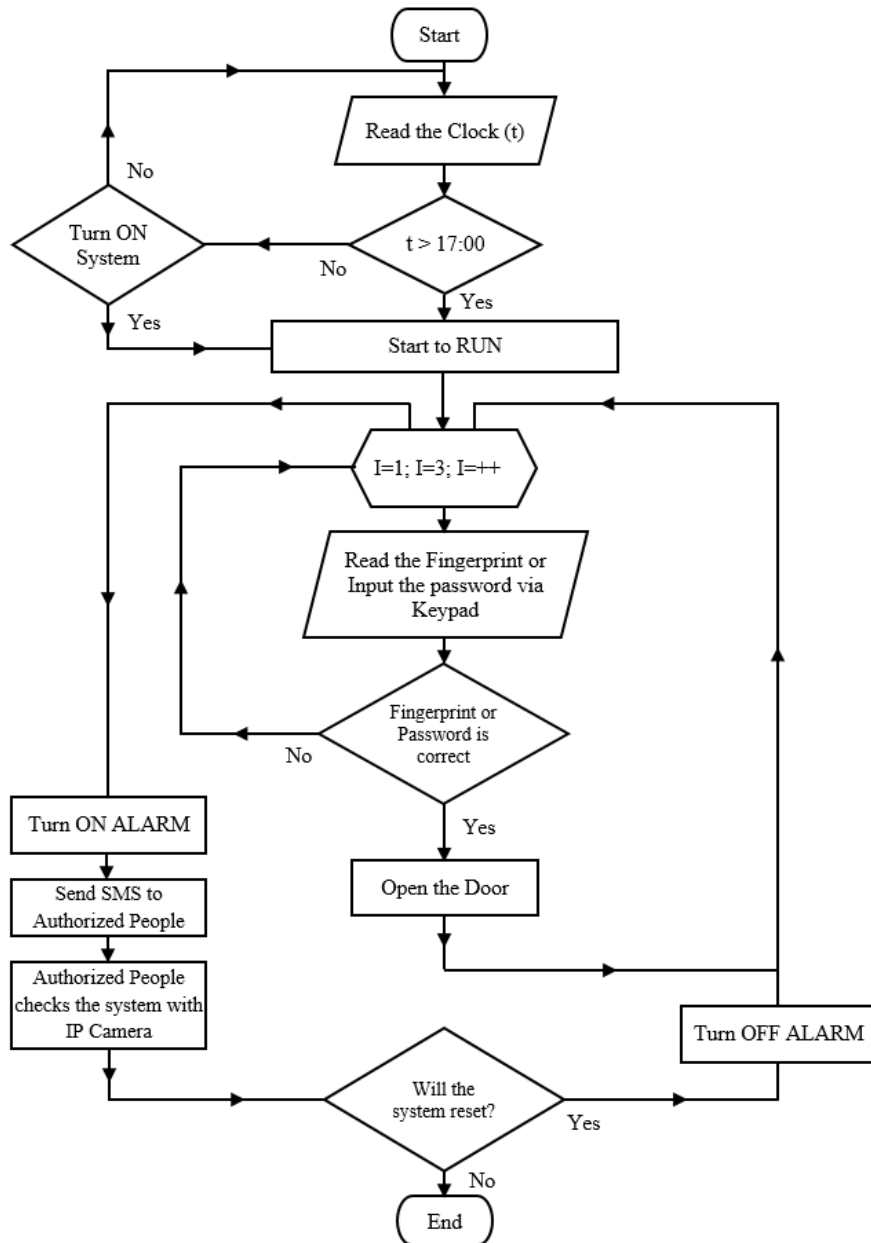 Start
Read the Clock (t)
No
Turn ON
System
t > 17:00
No
Yes
Yes
Start to RUN
I=1; I=3; I=++
Read the Fingerprint or
Input the password via
Keypad
Fingerprint or
Password is
correct
No
Yes
Turn ON ALARM
Open the Door
Send SMS to
Authorized People
Authorized People
checks the system with
IP Camera
Turn OFF ALARM
Will the
system reset?
Yes
No
End